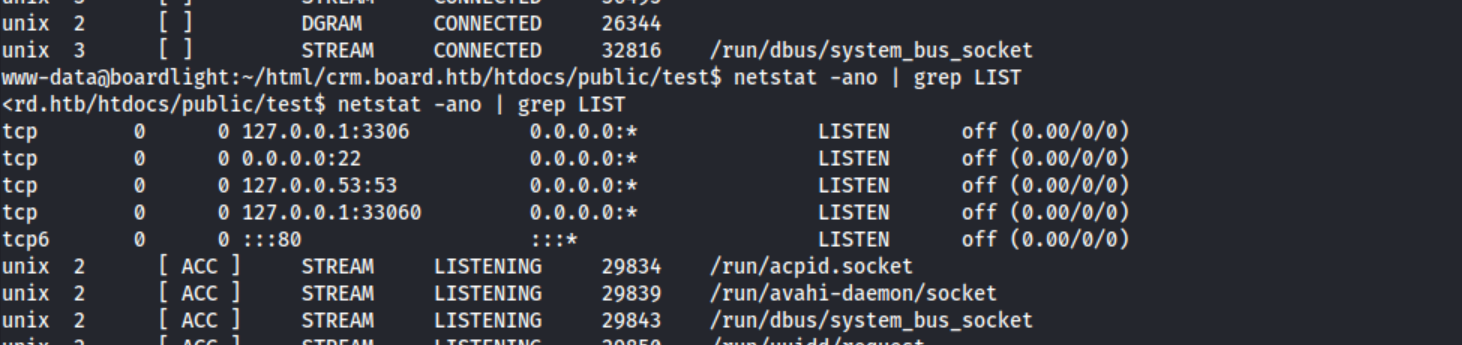 unix 2 [ ] DGRAM CONNECTED 26344
unix 3 [ ] STREAM CONNECTED 32816 /run/dbus/system_bus_socket
www-data@boardlight:~/html/crm.board.htb/htdocs/public/test$ netstat -ano | grep LIST
<rd.htb/htdocs/public/test$ netstat -ano | grep LIST
tcp 0 0 127.0.0.1:3306 0.0.0.0:* LISTEN off (0.00/0/0)
tcp 0 0 0.0.0.0:22 0.0.0.0:* LISTEN off (0.00/0/0)
tcp 0 0 127.0.0.53:53 0.0.0.0:* LISTEN off (0.00/0/0)
tcp 0 0 127.0.0.1:33060 0.0.0.0:* LISTEN off (0.00/0/0)
tcp6 0 0 :::80 :::* LISTEN off (0.00/0/0)
unix 2 [ ACC ] STREAM LISTENING 29834 /run/acpid.socket
unix 2 [ ACC ] STREAM LISTENING 29839 /run/avahi-daemon/socket
unix 2 [ ACC ] STREAM LISTENING 29843 /run/dbus/system_bus_socket
unix 2 [ ACC ] STREAM LISTENING